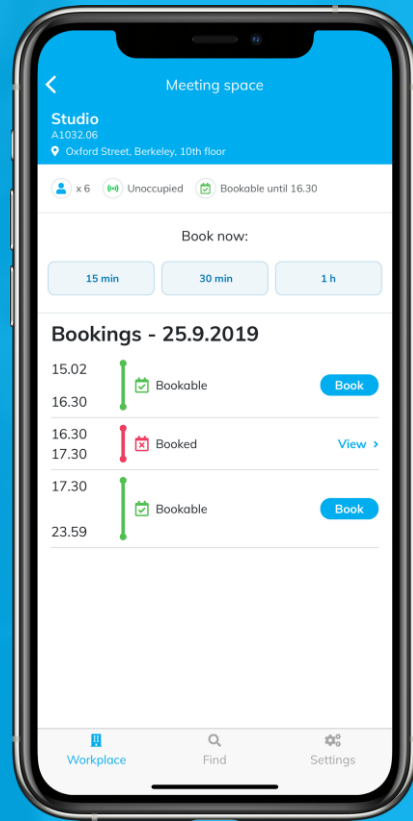 Meeting space
Studio
A1032.06
Oxford Street, Berkeley, 10th floor
x 6 Unoccupied Bookable until 16.30
Book now:
15 min 30 min 1 h
Bookings - 25.9.2019
15.02
Bookable Book
16.30
16.30
Booked View >
17.30
17.30
Bookable Book
23.59
Workplace Find Settings